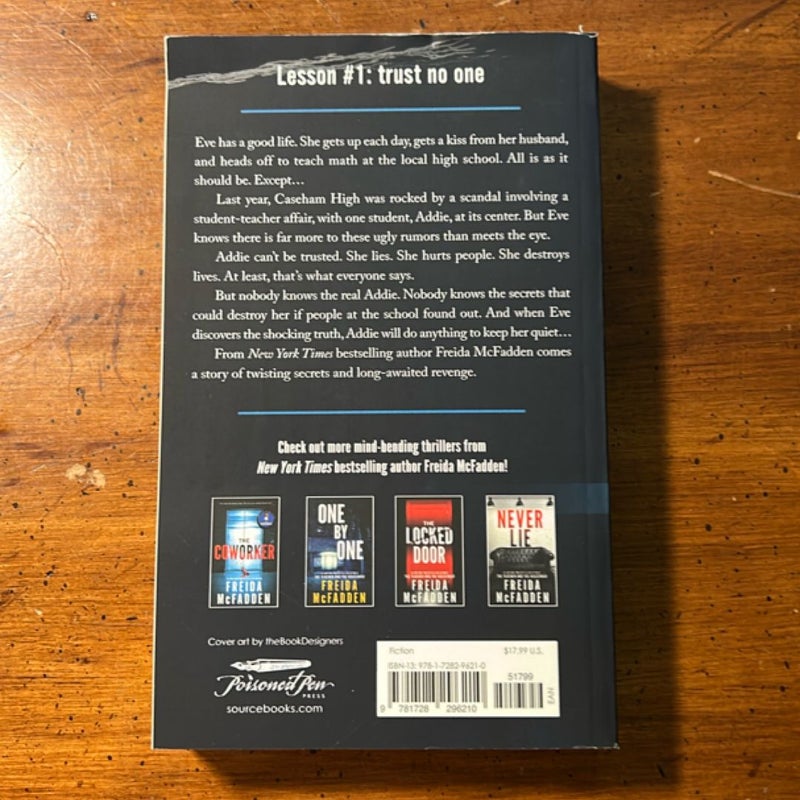 Lesson #1: trust no one
Eve has a good life. She gets up each day, gets a kiss from her husband,
and heads off to teach math at the local high school. All is as it
should be. Except…
Last year, Caseham High was rocked by a scandal involving a
student-teacher affair, with one student, Addie, at its center. But Eve
knows there is far more to these ugly rumors than meets the eye.
Addie can't be trusted. She lies. She hurts people. She destroys
lives. At least, that's what everyone says.
But nobody knows the real Addie. Nobody knows the secrets that
could destroy her if people at the school found out. And when Eve
discovers the shocking truth, Addie will do anything to keep her quiet…
From New York Times bestselling author Freida McFadden comes
a story of twisting secrets and long-awaited revenge.
Check out more mind-bending thrillers from
New York Times bestselling author Freida McFadden!
THE
COWORKER
FREIDA
McFADDEN
ONE
BY
ONE
FREIDA
McFADDEN
THE
LOCKED
DOOR
FREIDA
McFADDEN
NEVER
LIE
FREIDA
McFADDEN
Cover art by theBookDesigners
Poisoned Pen
PRESS
sourcebooks.com
Fiction
$17.99 U.S.
ISBN-13: 978-1-7282-9621-0
51799
9 781728 296210
EAN